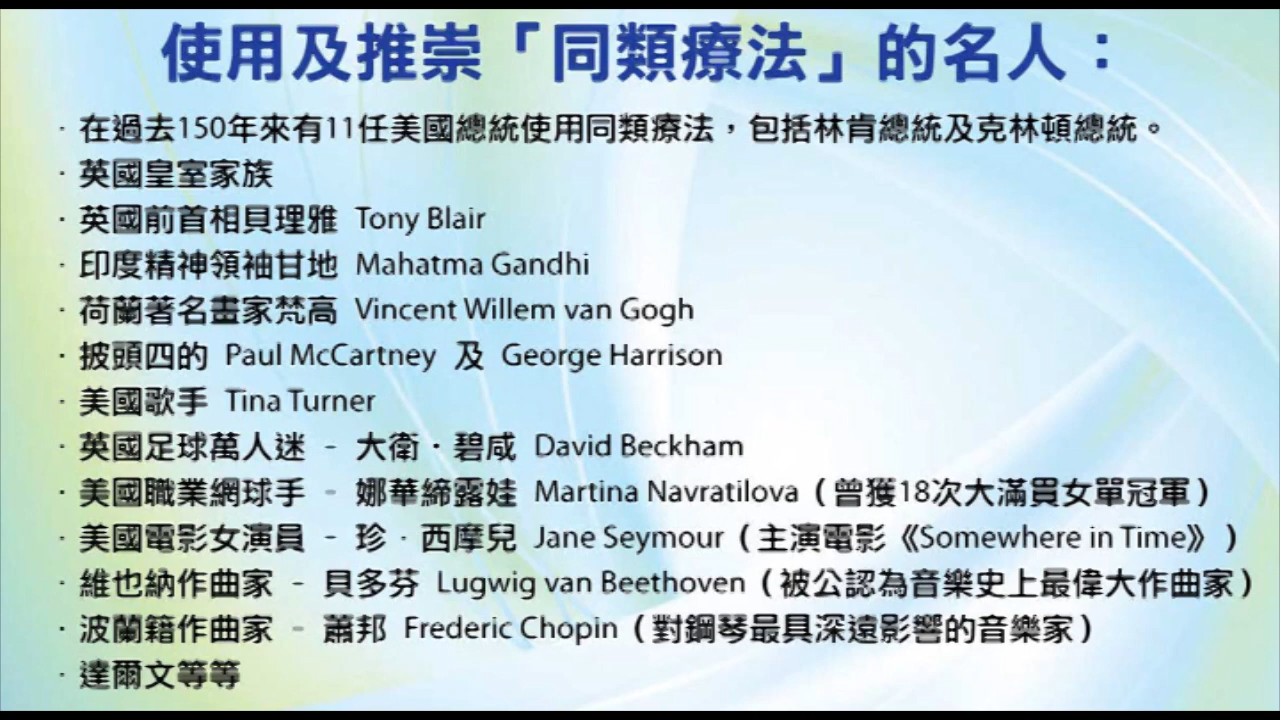 使用及推崇「同類療法」的名人：
· 在過去150年來有11任美國總統使用同類療法，包括林肯總統及克林頓總統。
· 英國皇室家族
· 英國前首相貝理雅 Tony Blair
· 印度精神領袖甘地 Mahatma Gandhi
· 荷蘭著名畫家梵高 Vincent Willem van Gogh
· 披頭四的 Paul McCartney 及 George Harrison
· 美國歌手 Tina Turner
· 英國足球萬人迷 - 大衛·碧咸 David Beckham
· 美國職業網球手 - 娜華締露娃 Martina Navratilova（曾獲18次大滿貫女單冠軍）
· 美國電影女演員 - 珍·西摩兒 Jane Seymour（主演電影《Somewhere in Time》）
· 維也納作曲家 - 貝多芬 Lugwig van Beethoven（被公認為音樂史上最偉大作曲家）
· 波蘭籍作曲家 - 蕭邦 Frederic Chopin（對鋼琴最具深遠影響的音樂家）
· 達爾文等等